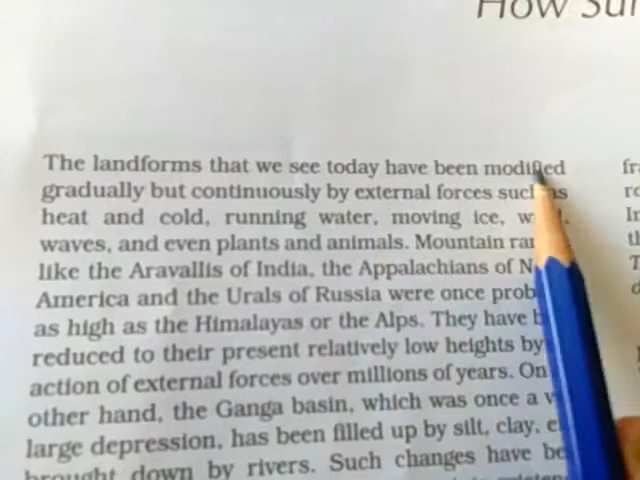 How Sur
The landforms that we see today have been modified
gradually but continuously by external forces such as
heat and cold, running water, moving ice,
waves, and even plants and animals. Mountain
like the Aravallis of India, the Appalachians of
America and the Urals of Russia were once
as high as the Himalayas or the Alps. They have
reduced to their present relatively low heights by
action of external forces over millions of years. On
other hand, the Ganga basin, which was once a
large depression, has been filled up by silt, clay,
brought down by rivers. Such changes have